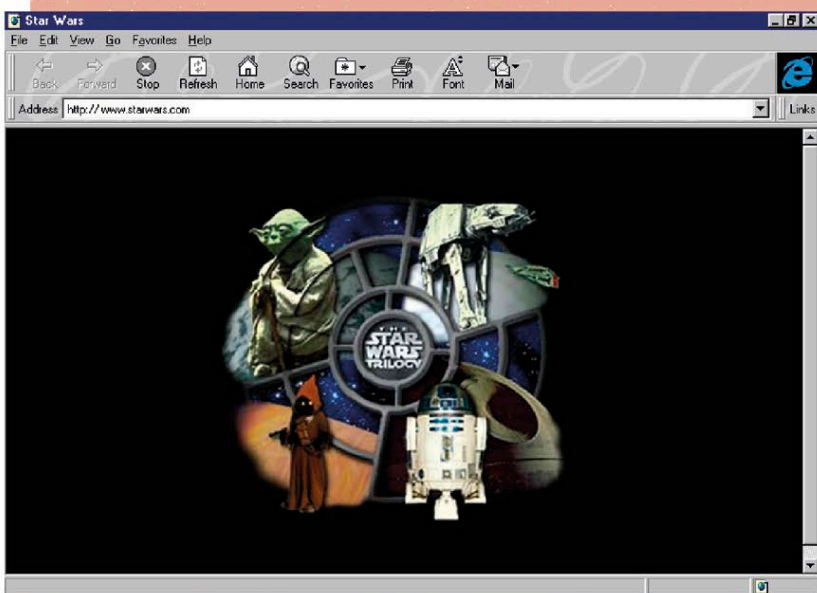 Star Wars
File Edit View Go Favorites Help
Back Forward Stop Refresh Home Search Favorites Print Font Mail
Address http://www.starwars.com Links
THE
STAR
WARS
TRILOGY